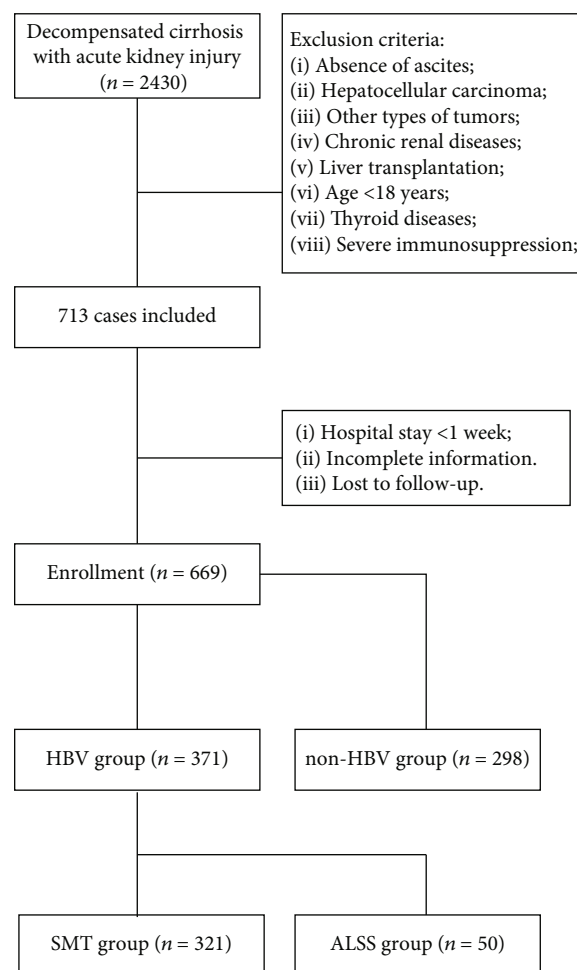 Decompensated cirrhosis
with acute kidney injury
(n = 2430)
Exclusion criteria:
(i) Absence of ascites;
(ii) Hepatocellular carcinoma;
(iii) Other types of tumors;
(iv) Chronic renal diseases;
(v) Liver transplantation;
(vi) Age <18 years;
(vii) Thyroid diseases;
(viii) Severe immunosuppression;
713 cases included
(i) Hospital stay <1 week;
(ii) Incomplete information.
(iii) Lost to follow-up.
Enrollment (n = 669)
HBV group (n = 371)
non-HBV group (n = 298)
SMT group (n = 321)
ALSS group (n = 50)